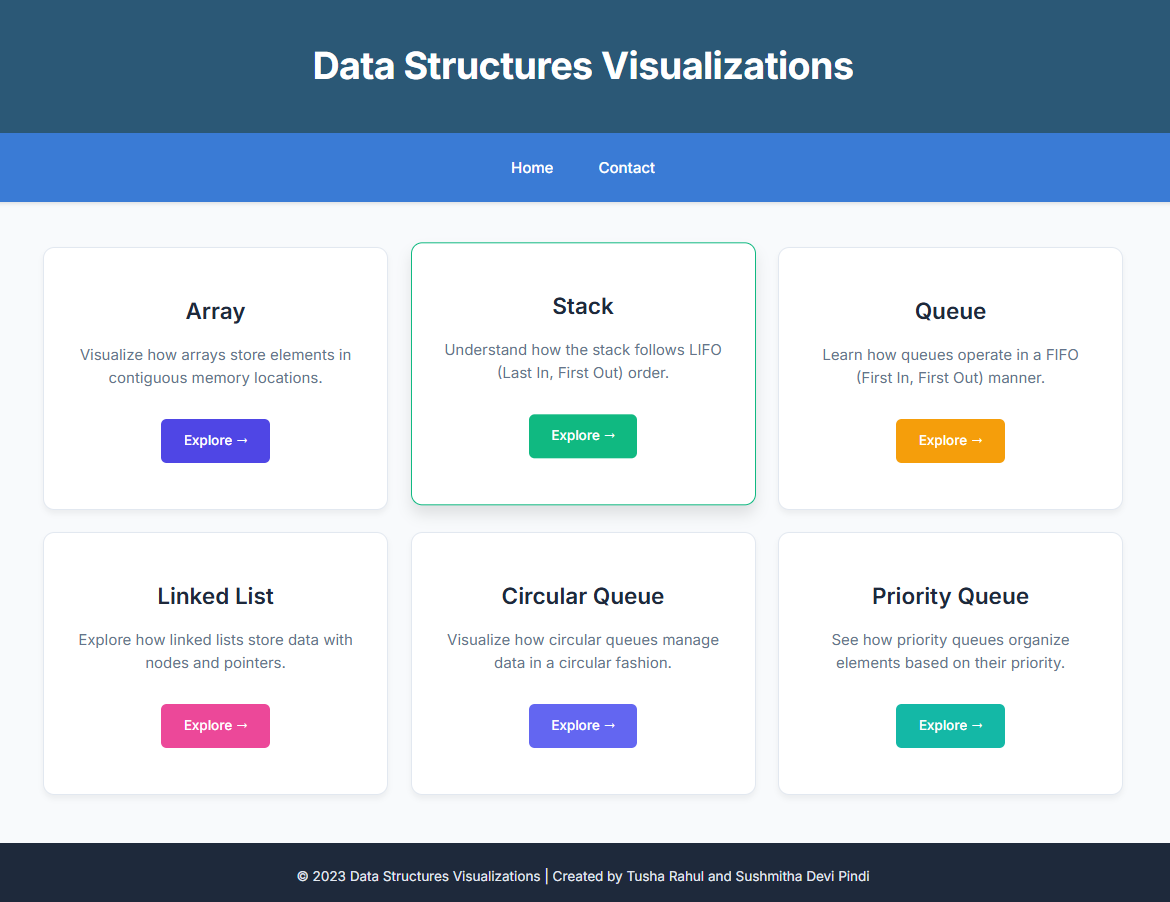 Data Structures Visualizations
Home
Contact
Array
Visualize how arrays store elements in
contiguous memory locations.
Explore →
Stack
Understand how the stack follows LIFO
(Last In, First Out) order.
Explore →
Queue
Learn how queues operate in a FIFO
(First In, First Out) manner.
Explore →
Linked List
Explore how linked lists store data with
nodes and pointers.
Explore →
Circular Queue
Visualize how circular queues manage
data in a circular fashion.
Explore →
Priority Queue
See how priority queues organize
elements based on their priority.
Explore →
© 2023 Data Structures Visualizations | Created by Tusha Rahul and Sushmitha Devi Pindi